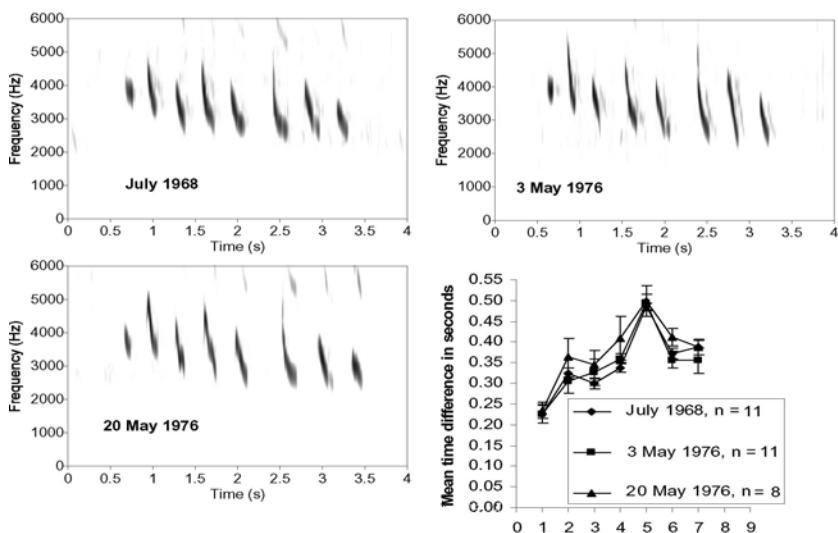 6000
5000
4000
3000
2000
1000
0
Frequency (Hz)
July 1968
0 0.5 1 1.5 2 2.5 3 3.5 4
Time (s)
6000
5000
4000
3000
2000
1000
0
Frequency (Hz)
3 May 1976
0 0.5 1 1.5 2 2.5 3 3.5 4
Time (s)
6000
5000
4000
3000
2000
1000
0
Frequency (Hz)
20 May 1976
0 0.5 1 1.5 2 2.5 3 3.5 4
Time (s)
0.55
0.50
0.45
0.40
0.35
0.30
0.25
0.20
0.15
0.10
0.05
0.00
Mean time difference in seconds
July 1968, n = 11
3 May 1976, n = 11
20 May 1976, n = 8
0 1 2 3 4 5 6 7 8 9